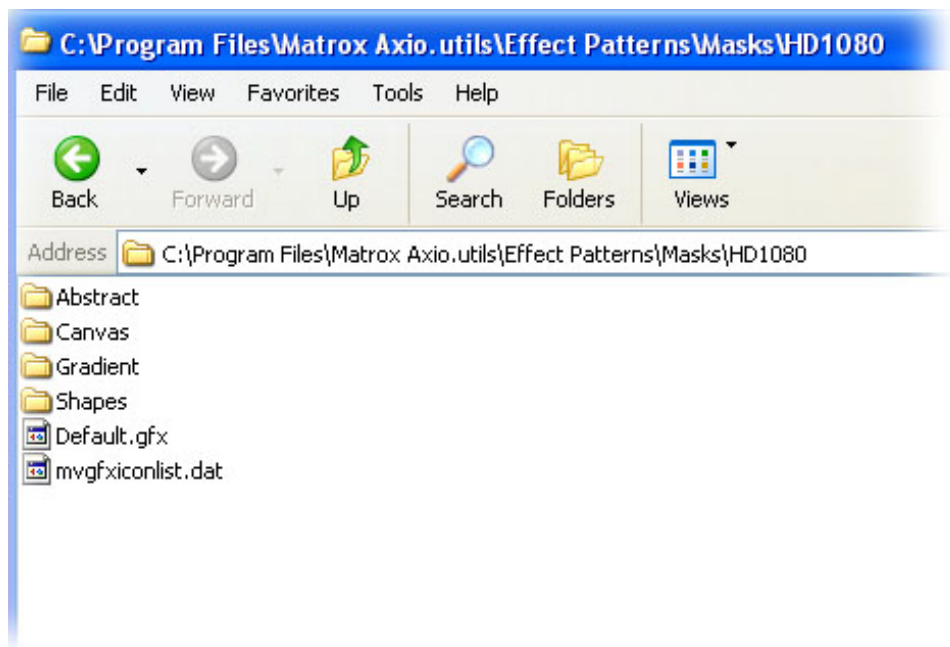 C:\Program Files\Matrox Axio.utils\Effect Patterns\Masks\HD1080
File Edit View Favorites Tools Help
Back Forward Up Search Folders Views
Address C:\Program Files\Matrox Axio.utils\Effect Patterns\Masks\HD1080
Abstract
Canvas
Gradient
Shapes
Default.gfx
mvgfxiconlist.dat